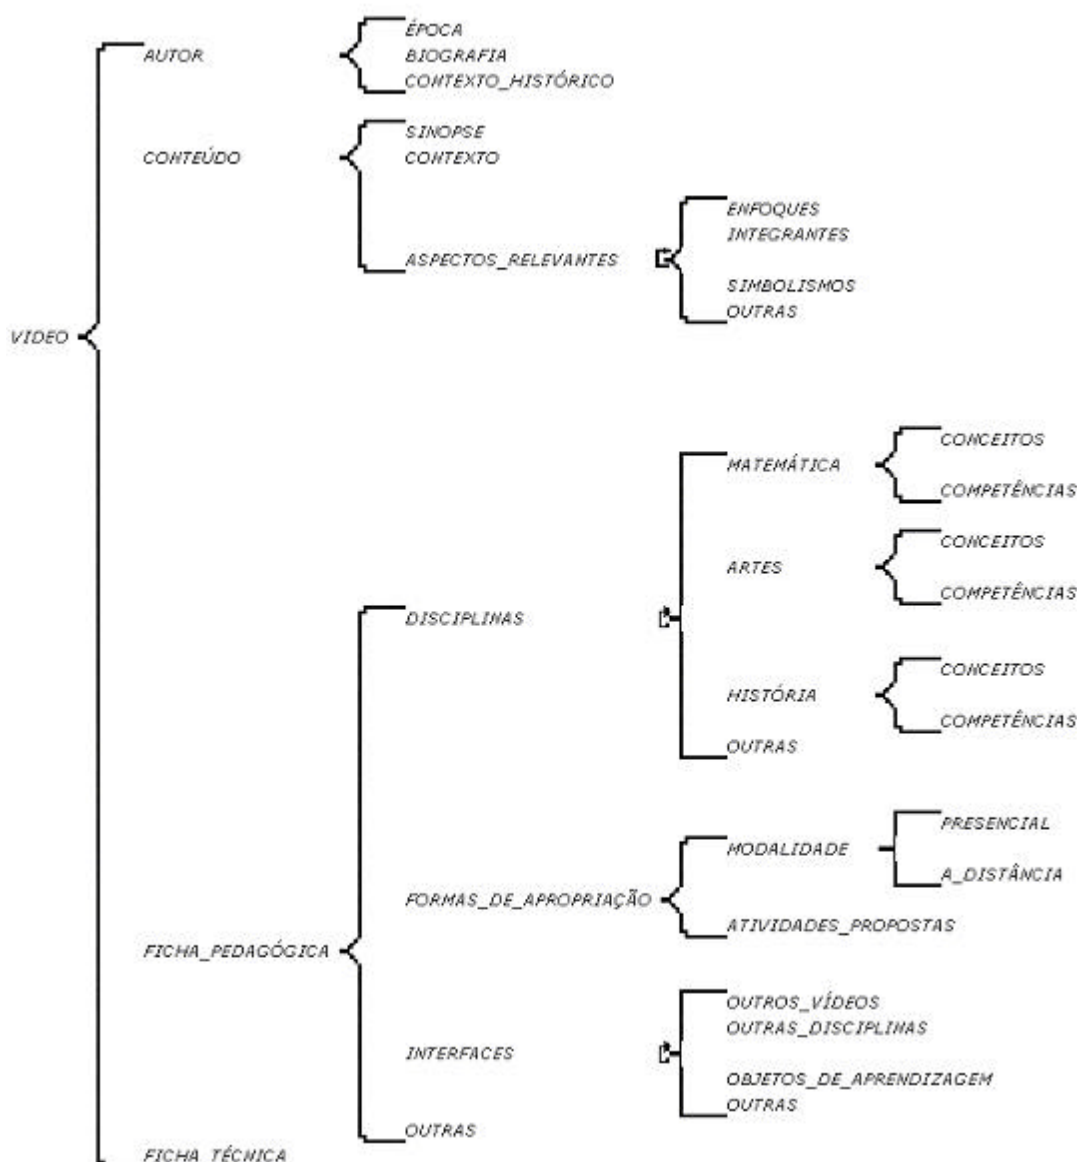 ÉPOCA
AUTOR
BIOGRAFIA
CONTEXTO_HISTÓRICO
SINOPSE
CONTEÚDO
CONTEXTO
ENFOQUES
INTEGRANTES
ASPECTOS_RELEVANTES
SIMBOLISMOS
OUTRAS
VIDEO
CONCEITOS
MATEMÁTICA
COMPETÊNCIAS
CONCEITOS
ARTES
COMPETÊNCIAS
DISCIPLINAS
CONCEITOS
HISTÓRIA
COMPETÊNCIAS
OUTRAS
PRESENCIAL
MODALIDADE
A_DISTÂNCIA
FORMAS_DE_APROPRIAÇÃO
ATIVIDADES_PROPOSTAS
FICHA_PEDAGÓGICA
OUTROS_VÍDEOS
OUTRAS_DISCIPLINAS
INTERFACES
OBJETOS_DE_APRENDIZAGEM
OUTRAS
OUTRAS
FICHA_TÉCNICA